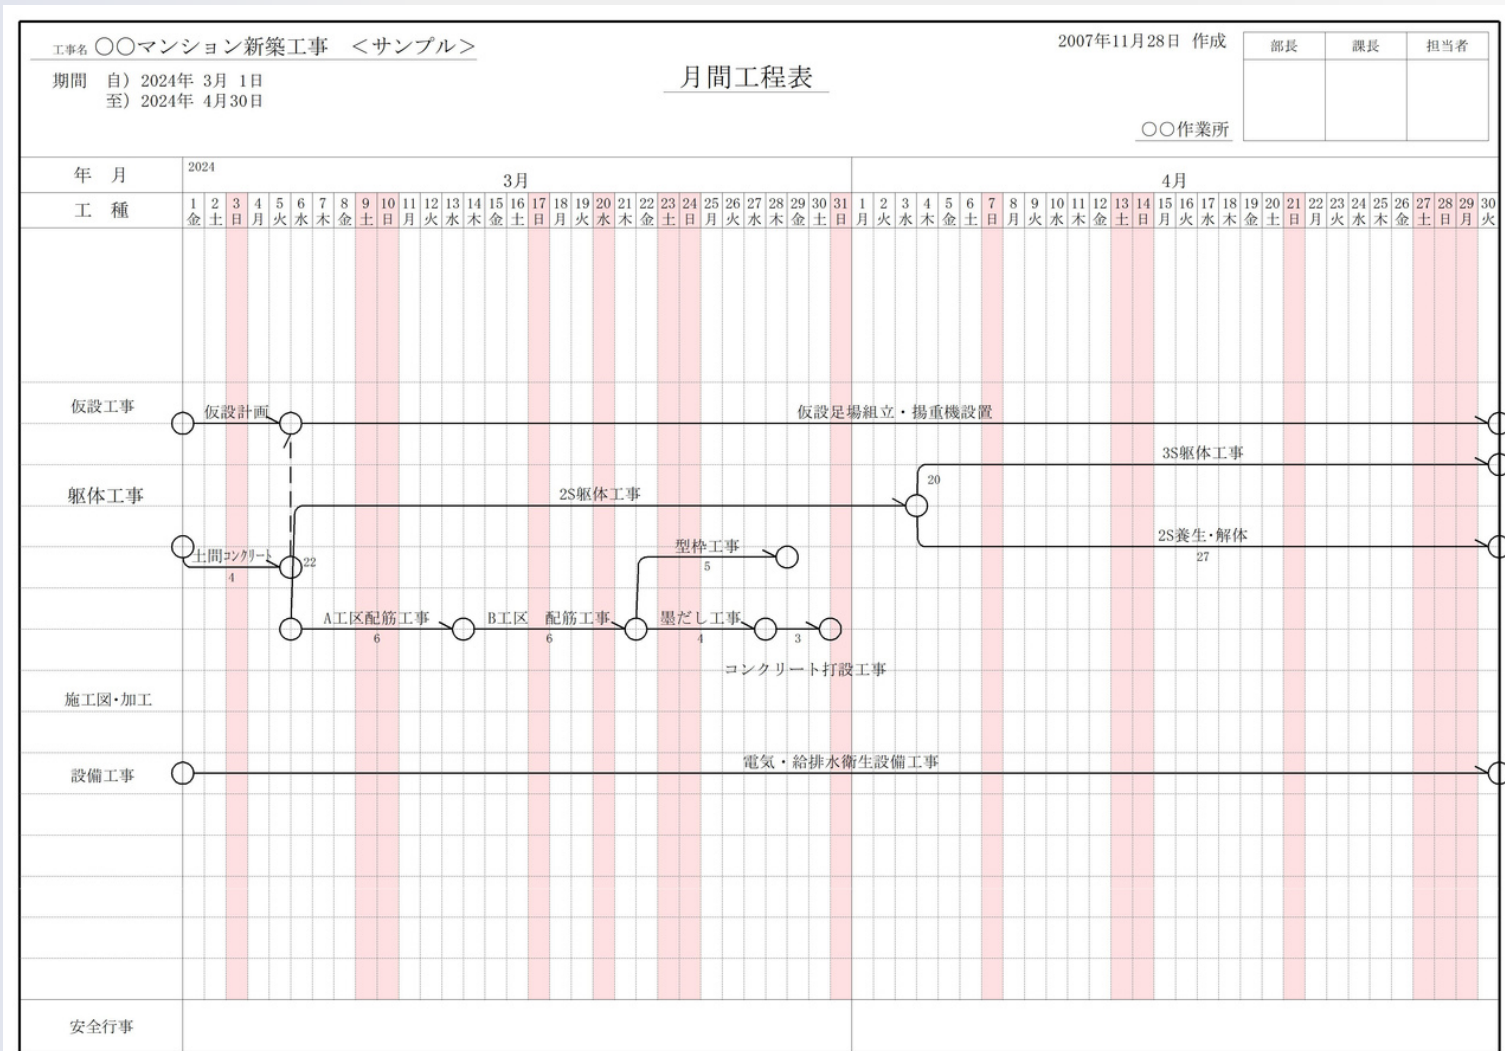 工事名 〇〇マンション新築工事 <サンプル>
2007年11月28日 作成
部長 課長 担当者
期間 自) 2024年 3月 1日
至) 2024年 4月30日
月間工程表
〇〇作業所
年 月
2024
3月
4月
工 種
1 2 3 4 5 6 7 8 9 10 11 12 13 14 15 16 17 18 19 20 21 22 23 24 25 26 27 28 29 30 31 1 2 3 4 5 6 7 8 9 10 11 12 13 14 15 16 17 18 19 20 21 22 23 24 25 26 27 28 29 30
金 土 日 月 火 水 木 金 土 日 月 火 水 木 金 土 日 月 火 水 木 金 土 日 月 火 水 木 金 土 日 月 火 水 木 金 土 日 月 火 水 木 金 土 日 月 火 水 木 金 土 日 月 火 水 木 金 土 日 月 火
仮設工事
仮設計画
仮設足場組立・揚重機設置
3S躯体工事
20
躯体工事
2S躯体工事
2S養生・解体
27
土間コンクリート
4
22
型枠工事
5
A工区配筋工事
6
B工区 配筋工事
6
墨だし工事
4
3
コンクリート打設工事
施工図・加工
設備工事
電気・給排水衛生設備工事
安全行事